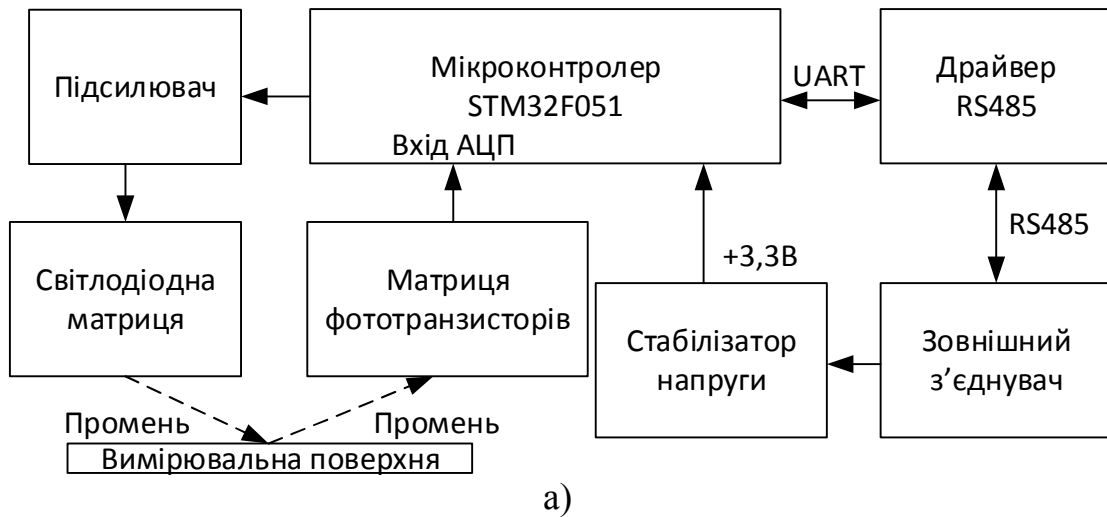 Підсилювач
Мікроконтролер
STM32F051
Вхід АЦП
UART
Драйвер
RS485
Світлодіодна
матриця
Матриця
фототранзисторів
+3,3В
RS485
Стабілізатор
напруги
Зовнішний
з’єднувач
Промень
Промень
Вимірювальна поверхня
а)